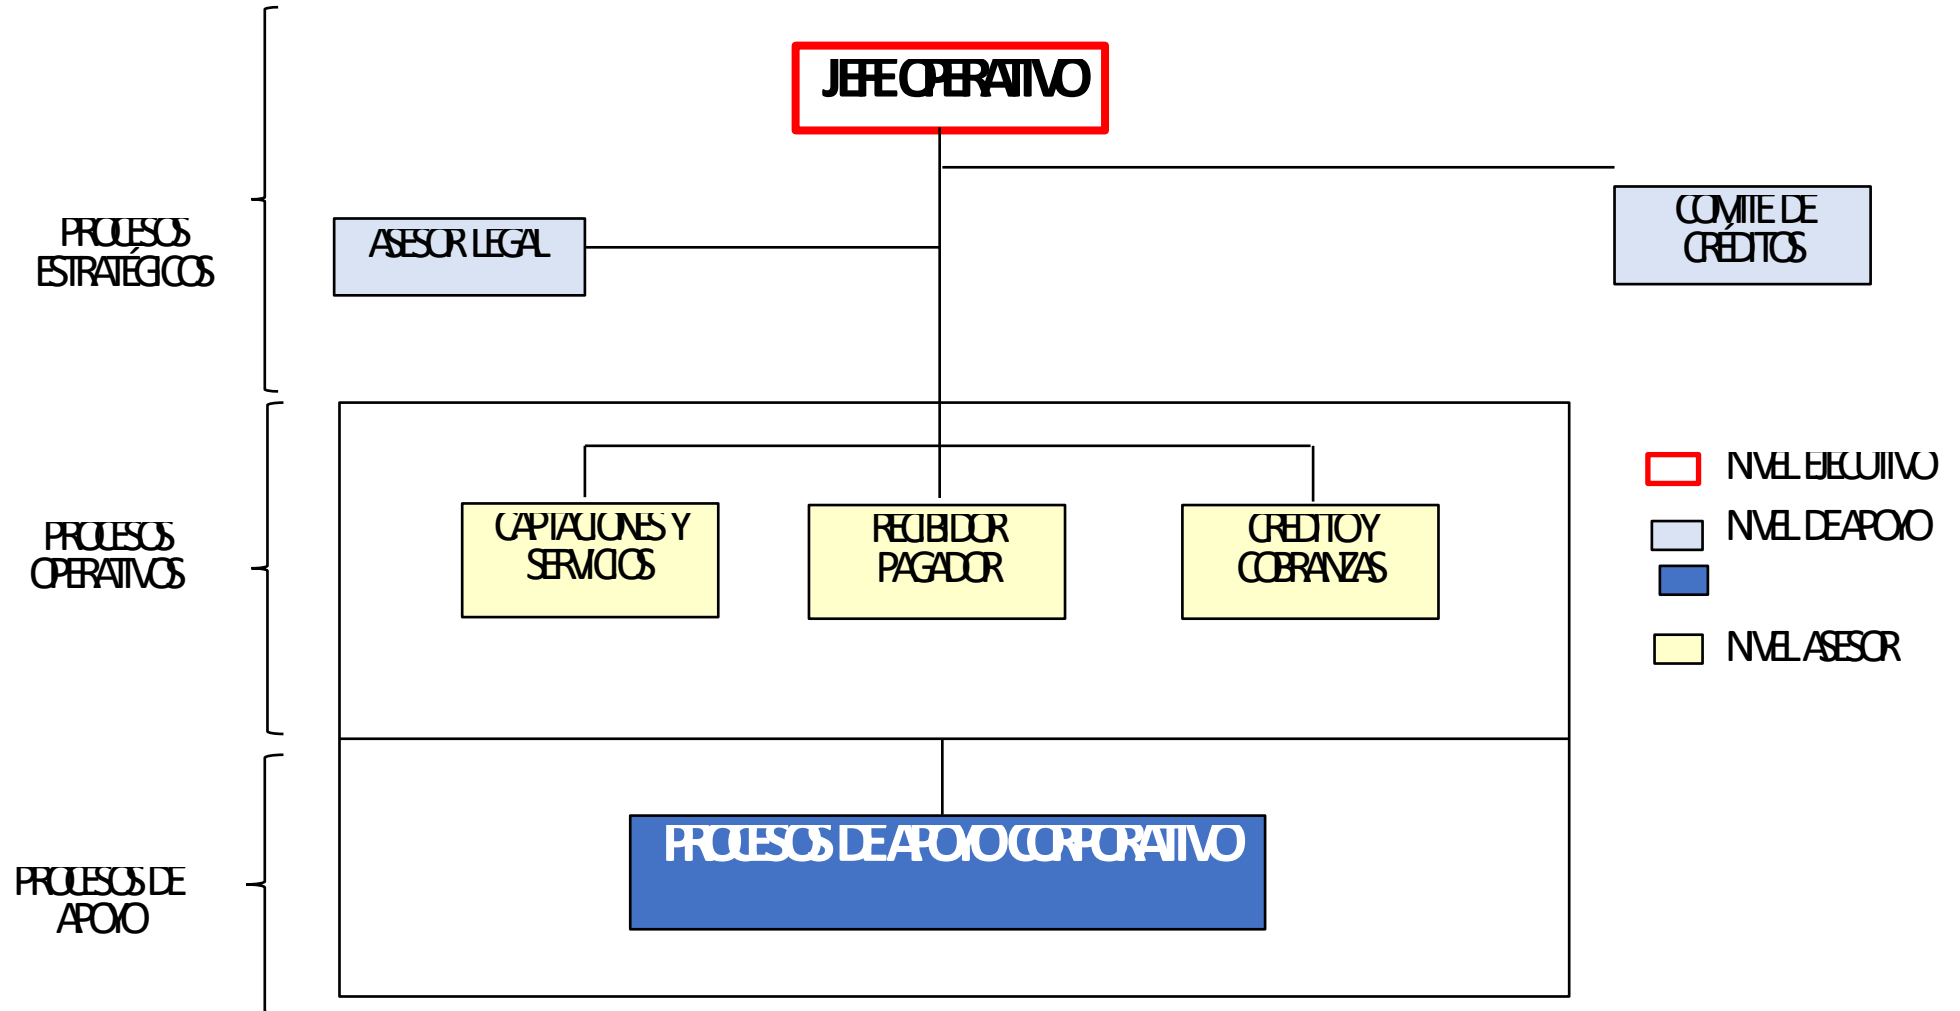 JEFE OPERATIVO
PROCESOS
ESTRATÉGICOS
ASESOR LEGAL
COMITE DE
CRÉDITOS
PROCESOS
OPERATIVOS
CAPTACIONES Y
SERVICIOS
RECIBIDOR
PAGADOR
CREDITO Y
COBRANZAS
NIVEL EJECUTIVO
NIVEL DE APOYO
NIVEL ASESOR
PROCESOS DE
APOYO
PROCESOS DE APOYO CORPORATIVO